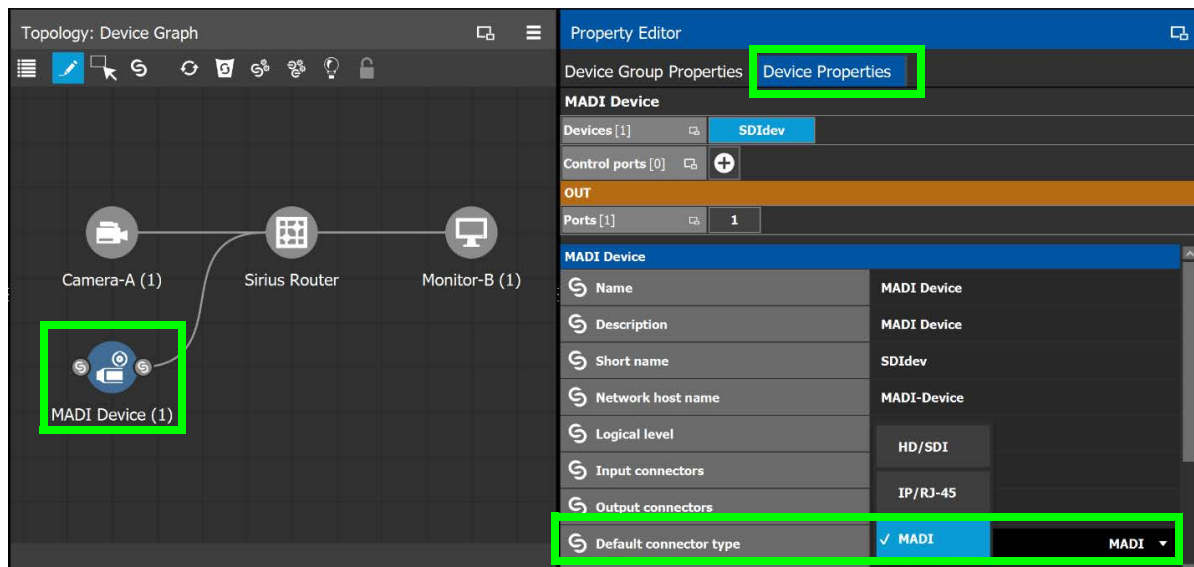 Topology: Device Graph
Camera-A (1)
Sirius Router
Monitor-B (1)
MADI Device (1)
Property Editor
Device Group Properties
Device Properties
MADI Device
Devices [1]
SDIdev
Control ports [0]
OUT
Ports [1]
1
MADI Device
Name
MADI Device
Description
MADI Device
Short name
SDIdev
Network host name
MADI-Device
Logical level
HD/SDI
Input connectors
IP/RJ-45
Output connectors
Default connector type
✓ MADI
MADI